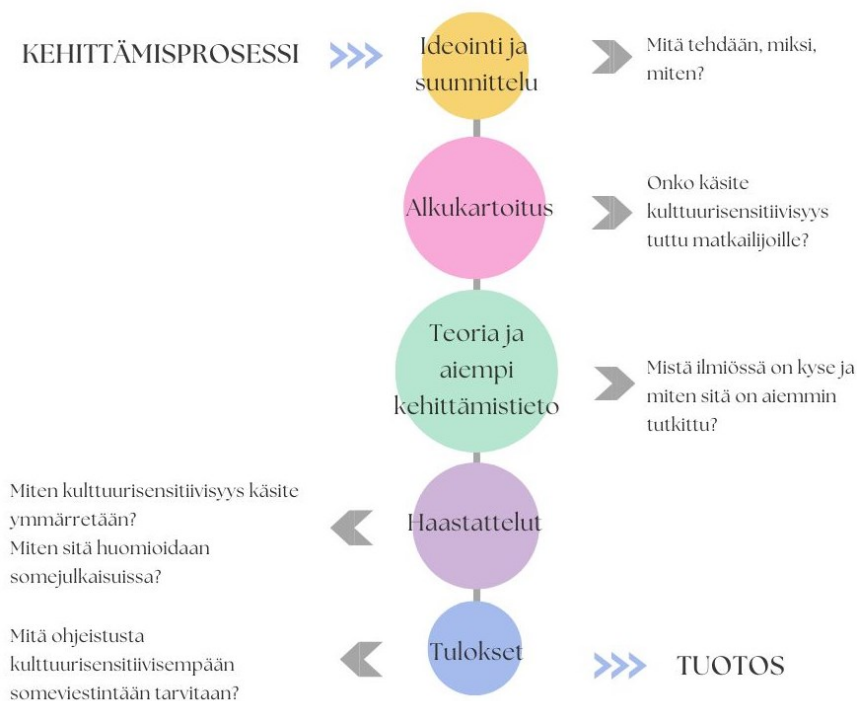 KEHITTÄMISPROSESSI
Ideointi ja
suunnittelu
Mitä tehdään, miksi,
miten?
Alkukartoitus
Onko käsite
kulttuurisensitiivisyys
tuttu matkailijoille?
Teoria ja
aiempi
kehittämistieto
Mistä ilmiössä on kyse ja
miten sitä on aiemmin
tutkittu?
Miten kulttuurisensitiivisyys käsite
ymmärretään?
Miten sitä huomioidaan
somejulkaisuissa?
Haastattelut
Mitä ohjeistusta
kulttuurisensitiivisempään
someviestintään tarvitaan?
Tulokset
TUOTOS